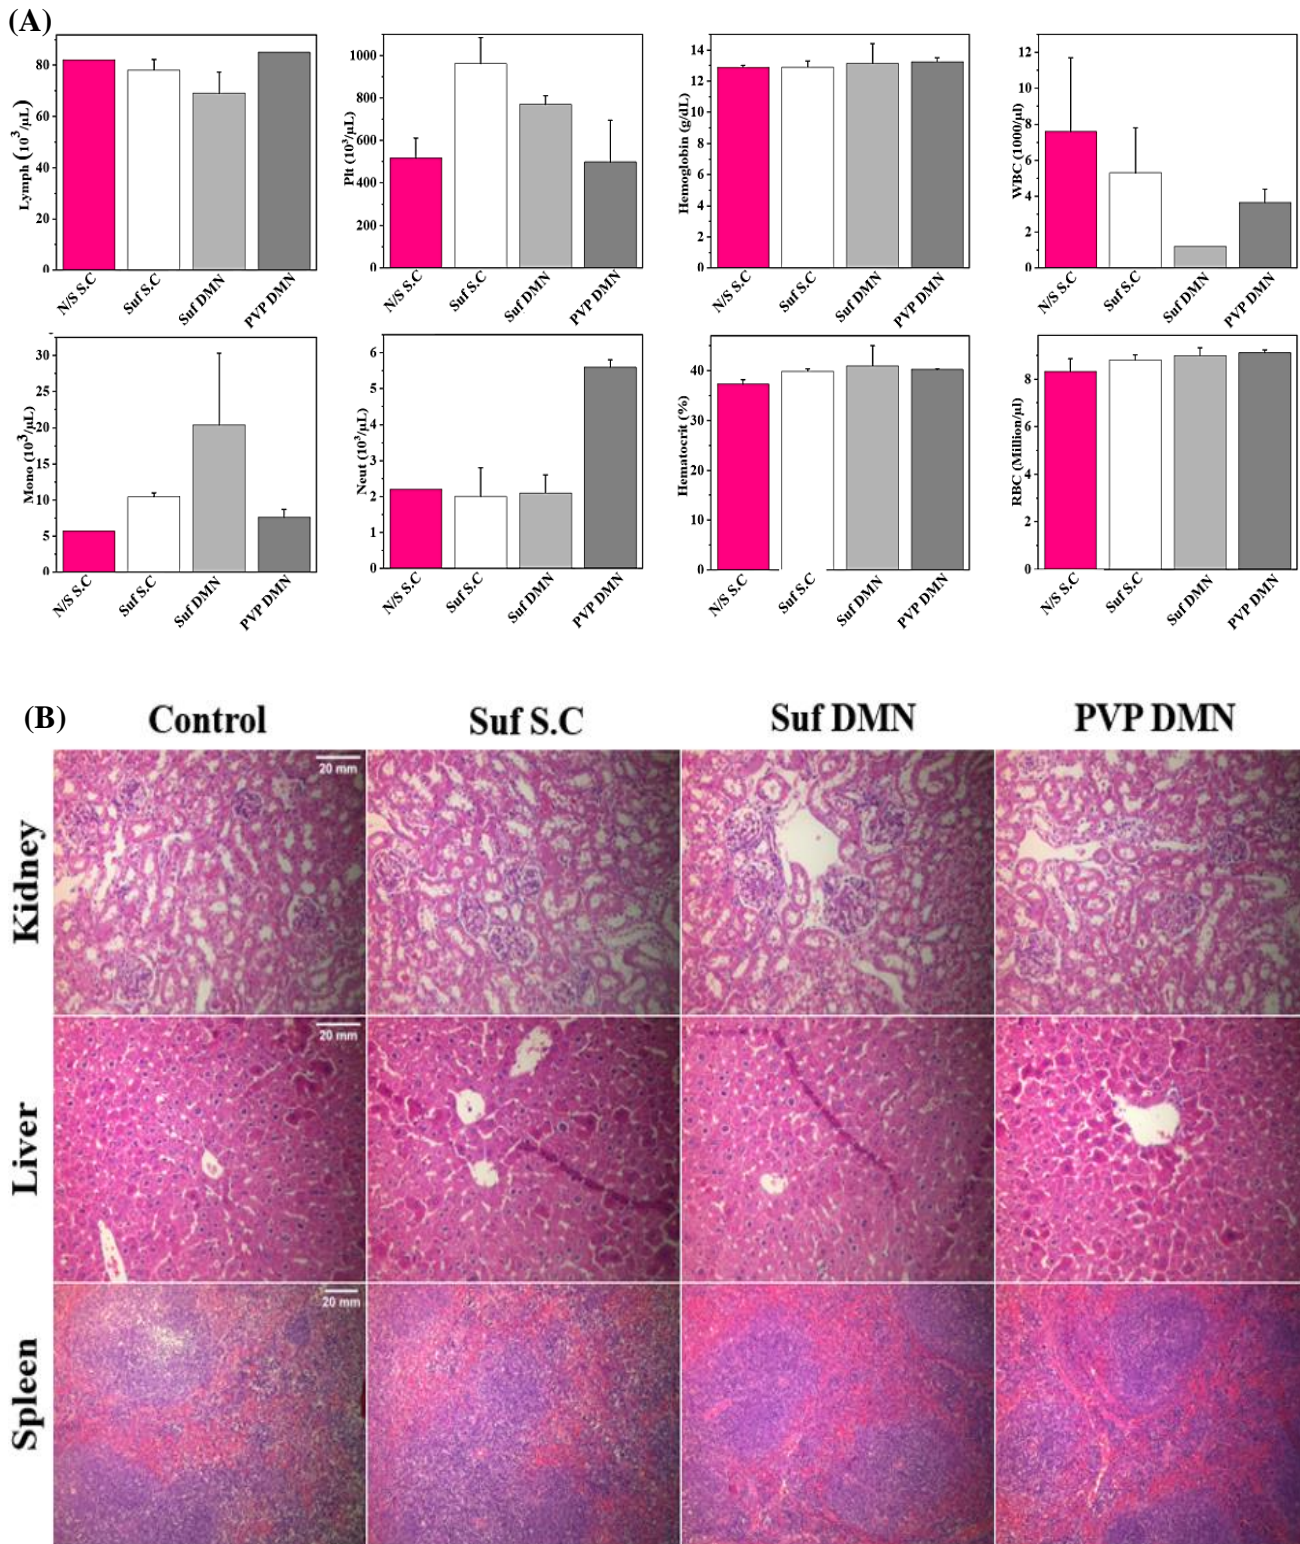 (A)
Lymph (10³/µL)
80
60
40
20
0
N/S S.C
Suf S.C
Suf DMN
PVP DMN
Plt (10³/µL)
1000
800
600
400
200
0
N/S S.C
Suf S.C
Suf DMN
PVP DMN
Hemoglobin (g/dL)
14
12
10
8
6
4
2
0
N/S S.C
Suf S.C
Suf DMN
PVP DMN
WBC (1000/µl)
12
10
8
6
4
2
0
N/S S.C
Suf S.C
Suf DMN
PVP DMN
Mono (10³/µL)
30
25
20
15
10
5
0
N/S S.C
Suf S.C
Suf DMN
PVP DMN
Neut (10³/µL)
6
5
4
3
2
1
0
N/S S.C
Suf S.C
Suf DMN
PVP DMN
Hematocrit (%)
40
30
20
10
0
N/S S.C
Suf S.C
Suf DMN
PVP DMN
RBC (Million/µl)
8
6
4
2
0
N/S S.C
Suf S.C
Suf DMN
PVP DMN
(B)
Control
Suf S.C
Suf DMN
PVP DMN
Kidney
20 mm
Liver
20 mm
Spleen
20 mm